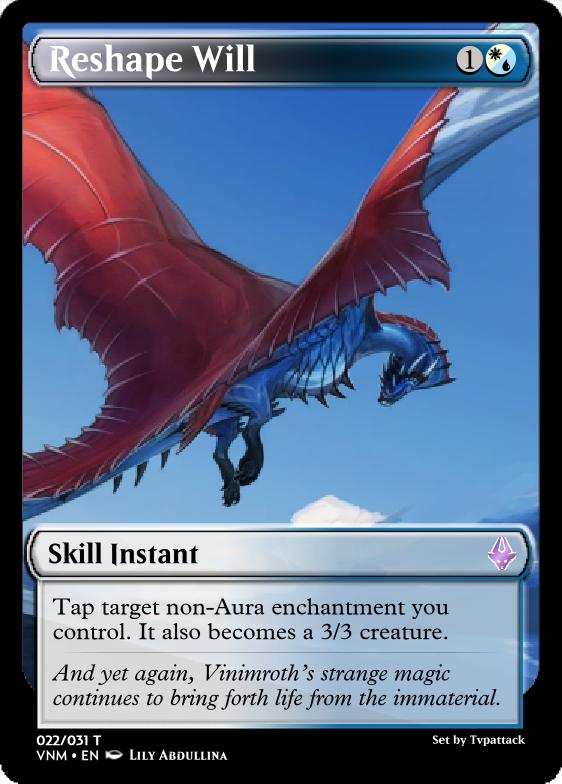 Reshape Will
1
Skill Instant
Tap target non-Aura enchantment you
control. It also becomes a 3/3 creature.
And yet again, Vinimroth's strange magic
continues to bring forth life from the immaterial.
022/031 T
Set by Tvpattack
VNM • EN Lily Abdullina